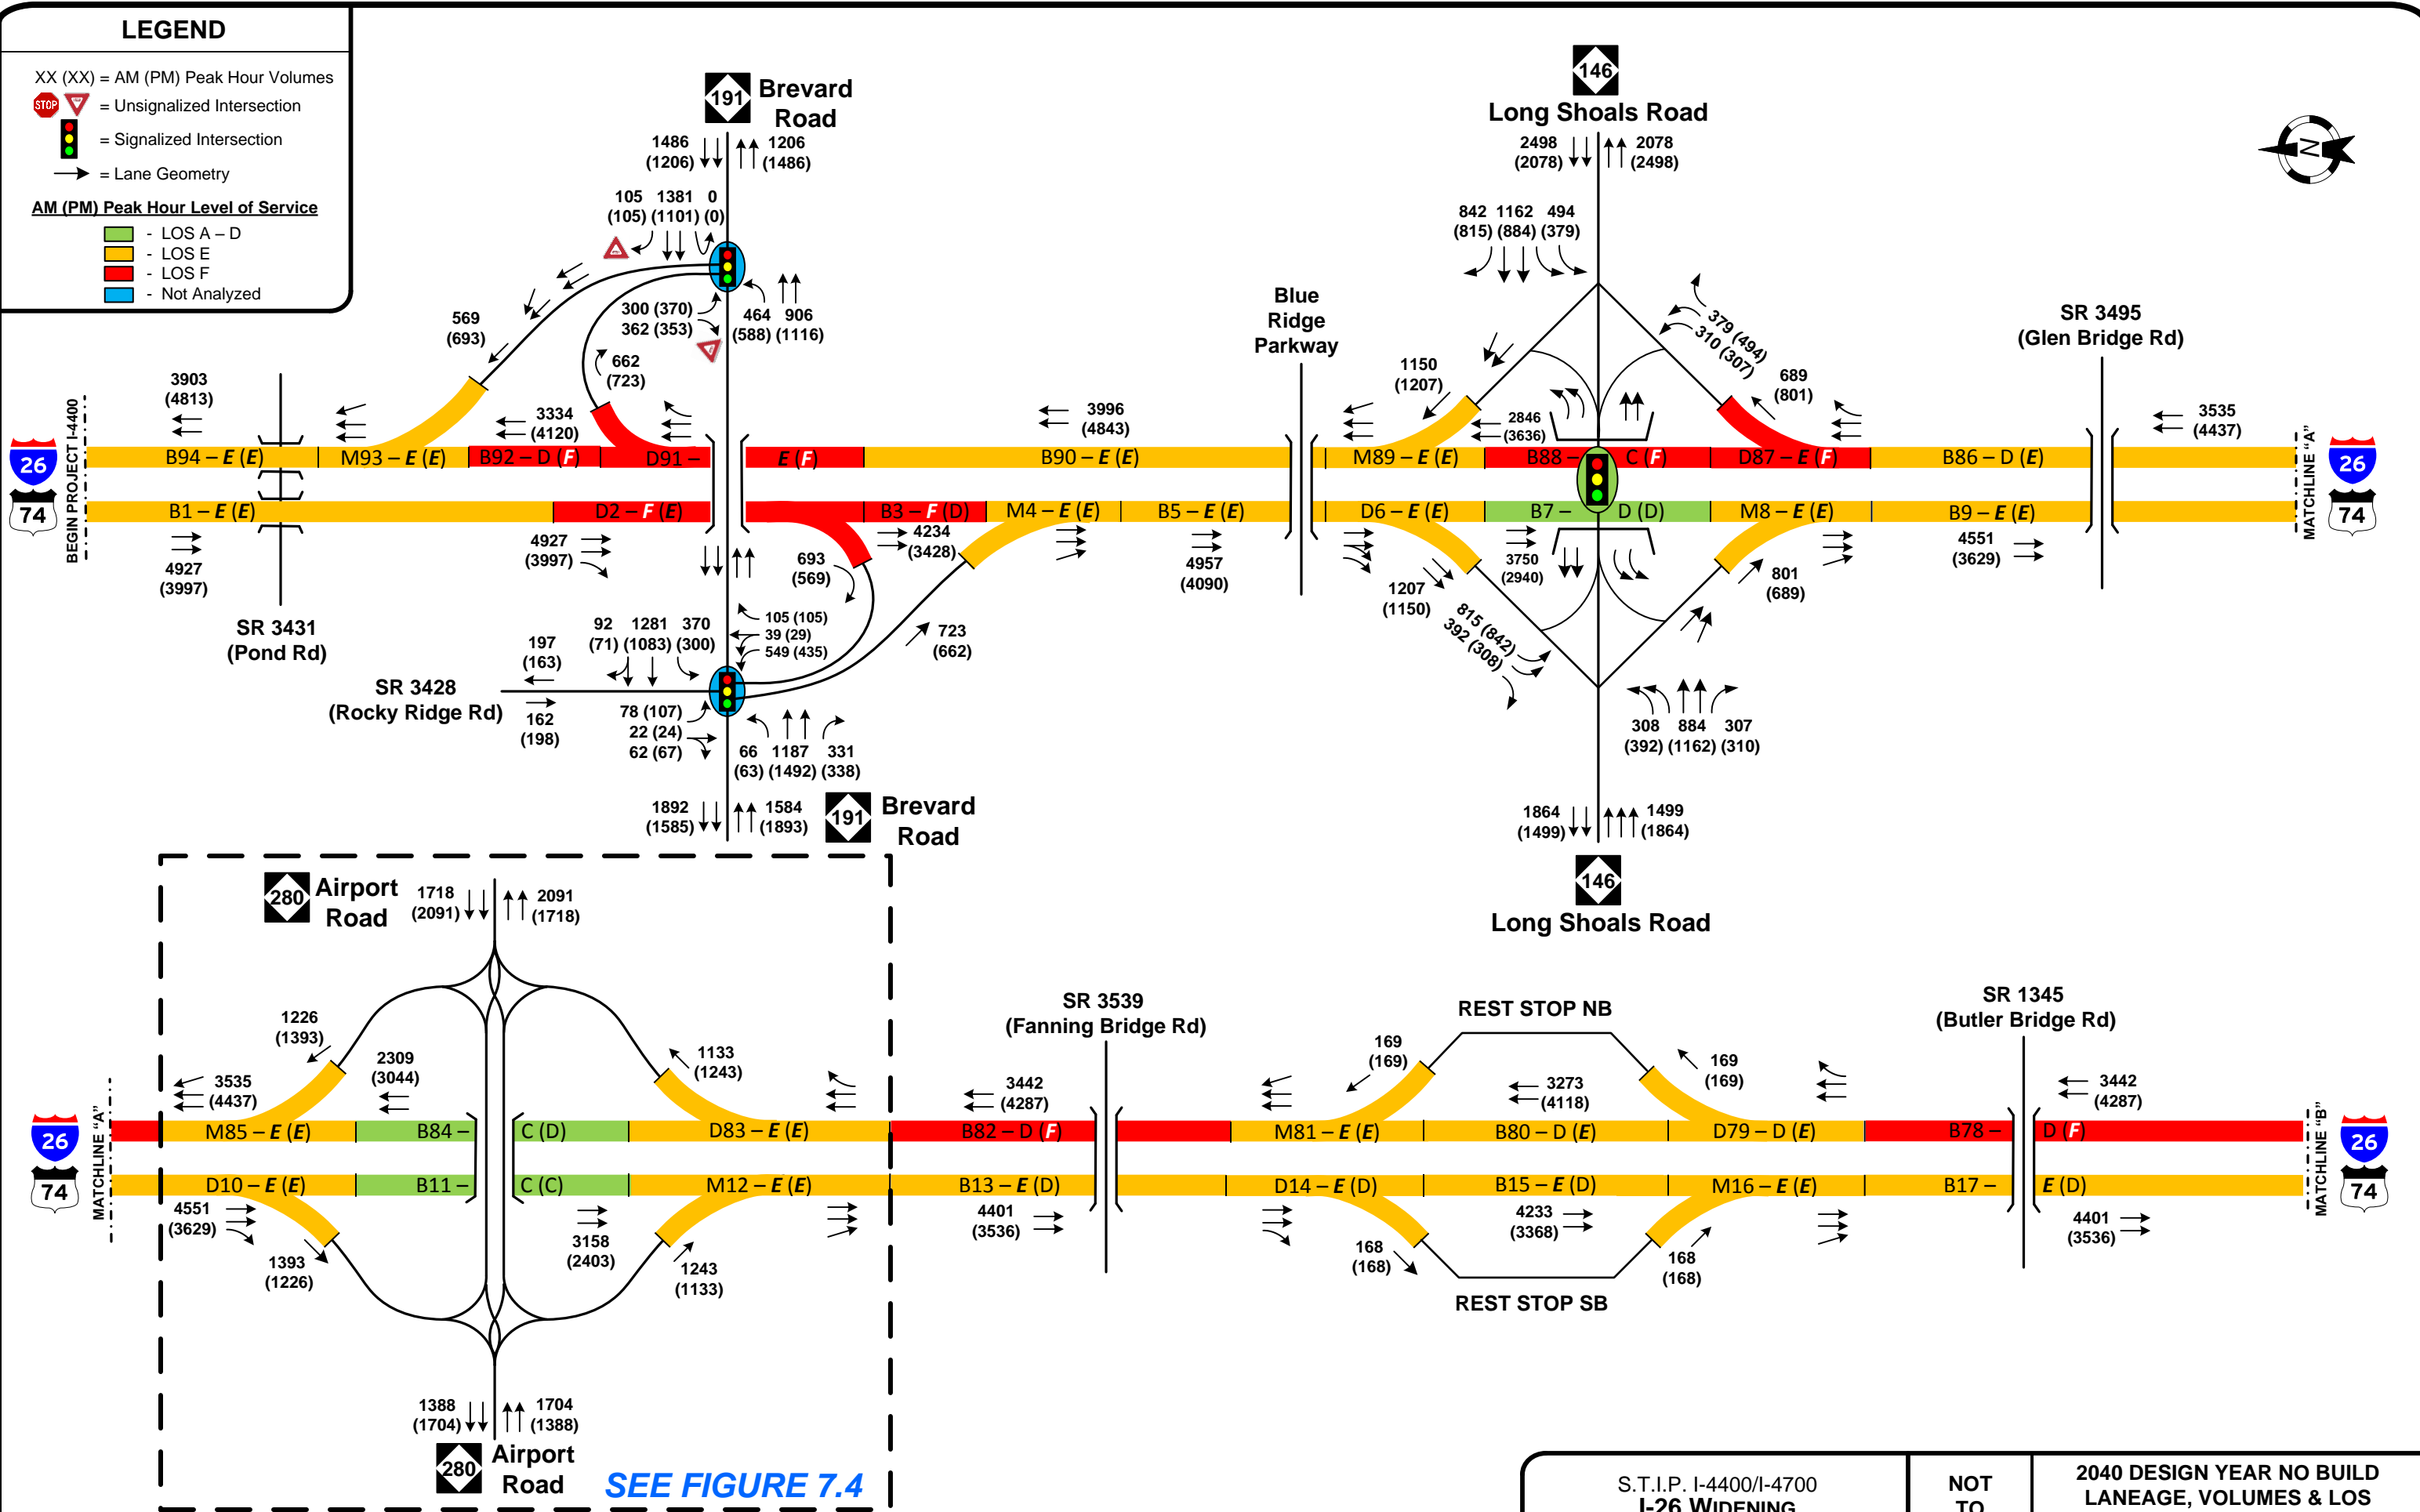 LEGEND
XX (XX) = AM (PM) Peak Hour Volumes
STOP = Unsignalized Intersection
= Signalized Intersection
= Lane Geometry
AM (PM) Peak Hour Level of Service
- LOS A – D
- LOS E
- LOS F
- Not Analyzed
191 Brevard Road
1486 (1206)
1206 (1486)
105 1381 0
(105) (1101) (0)
300 (370)
362 (353)
464 906
(588) (1116)
569 (693)
662 (723)
146
Long Shoals Road
2498 (2078)
2078 (2498)
842 1162 494
(815) (884) (379)
379 (494)
310 (307)
689 (801)
1150 (1207)
Blue Ridge Parkway
SR 3495
(Glen Bridge Rd)
N
3903 (4813)
3334 (4120)
3996 (4843)
2846 (3636)
3535 (4437)
26
74
BEGIN PROJECT I-4400
B94 – E (E)
M93 – E (E)
B92 – D (F)
D91 – E (F)
B90 – E (E)
M89 – E (E)
B88 – C (F)
D87 – E (F)
B86 – D (E)
MATCHLINE "A"
26
74
B1 – E (E)
D2 – F (E)
B3 – F (D)
M4 – E (E)
B5 – E (E)
D6 – E (E)
B7 – D (D)
M8 – E (E)
B9 – E (E)
4927 (3997)
4927 (3997)
693 (569)
4234 (3428)
4957 (4090)
3750 (2940)
4551 (3629)
1207 (1150)
815 (842)
392 (308)
801 (689)
SR 3431
(Pond Rd)
SR 3428
(Rocky Ridge Rd)
197 (163)
162 (198)
92 1281 370
(71) (1083) (300)
105 (105)
39 (29)
549 (435)
723 (662)
78 (107)
22 (24)
62 (67)
66 1187 331
(63) (1492) (338)
308 884 307
(392) (1162) (310)
1892 (1585)
1584 (1893)
191 Brevard Road
1864 (1499)
1499 (1864)
146
Long Shoals Road
280 Airport Road
1718 (2091)
2091 (1718)
1226 (1393)
2309 (3044)
1133 (1243)
3535 (4437)
SR 3539
(Fanning Bridge Rd)
REST STOP NB
SR 1345
(Butler Bridge Rd)
3442 (4287)
169 (169)
3273 (4118)
169 (169)
3442 (4287)
26
74
MATCHLINE "A"
M85 – E (E)
B84 – C (D)
D83 – E (E)
B82 – D (F)
M81 – E (E)
B80 – D (E)
D79 – D (E)
B78 – D (F)
MATCHLINE "B"
26
74
D10 – E (E)
B11 – C (C)
M12 – E (E)
B13 – E (D)
D14 – E (D)
B15 – E (D)
M16 – E (E)
B17 – E (D)
4551 (3629)
1393 (1226)
3158 (2403)
1243 (1133)
4401 (3536)
168 (168)
4233 (3368)
168 (168)
4401 (3536)
REST STOP SB
1388 (1704)
1704 (1388)
280 Airport Road
SEE FIGURE 7.4
S.T.I.P. I-4400/I-4700
I-26 WIDENING
NOT
TO
2040 DESIGN YEAR NO BUILD
LANEAGE, VOLUMES & LOS